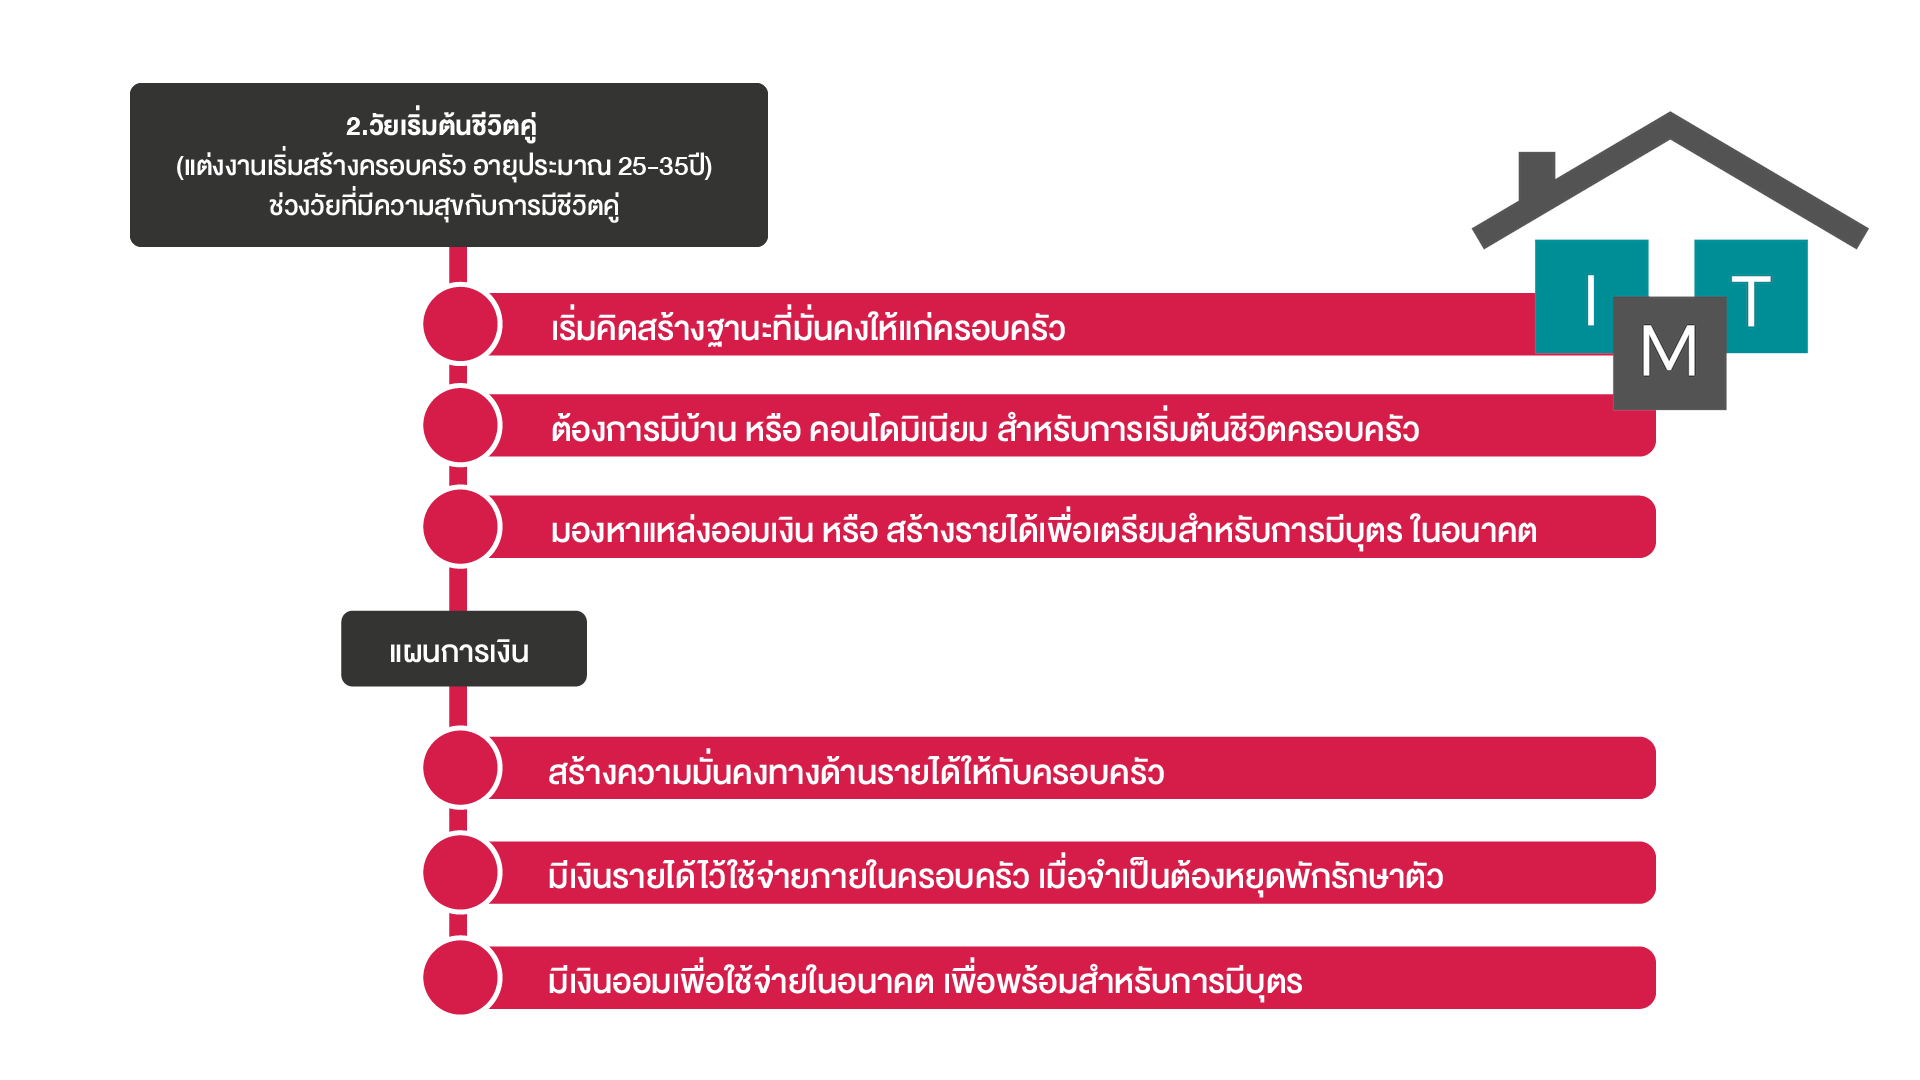 2.วัยเริ่มต้นชีวิตคู่
(แต่งงานเริ่มสร้างครอบครัว อายุประมาณ 25-35ปี)
ช่วงวัยที่มีความสุขกับการมีชีวิตคู่
เริ่มคิดสร้างฐานะที่มั่นคงให้แก่ครอบครัว
I
T
M
ต้องการมีบ้าน หรือ คอนโดมิเนียม สำหรับการเริ่มต้นชีวิตครอบครัว
มองหาแหล่งออมเงิน หรือ สร้างรายได้เพื่อเตรียมสำหรับการมีบุตร ในอนาคต
แผนการเงิน
สร้างความมั่นคงทางด้านรายได้ให้กับครอบครัว
มีเงินรายได้ไว้ใช้จ่ายภายในครอบครัว เมื่อจำเป็นต้องหยุดพักรักษาตัว
มีเงินออมเพื่อใช้จ่ายในอนาคต เพื่อพร้อมสำหรับการมีบุตร